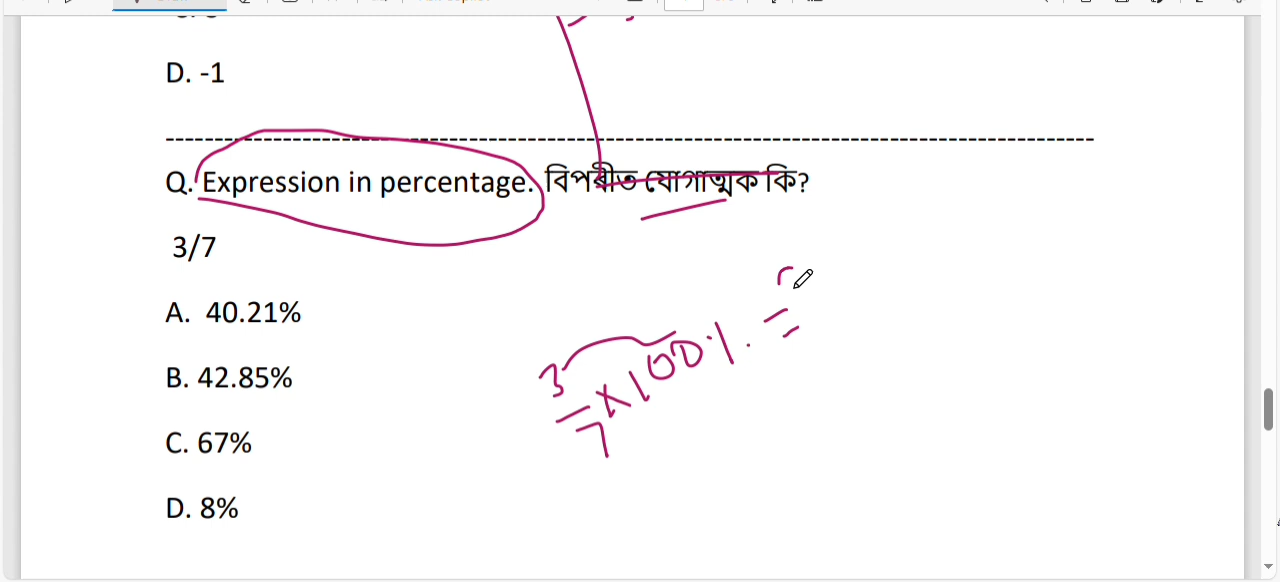 D. -1
--------------------------------------------------------------------------------
Q. Expression in percentage. বিপরীত যোগাত্মক কি?
3/7
A. 40.21%
B. 42.85%
C. 67%
D. 8%
3/7 × 100% =